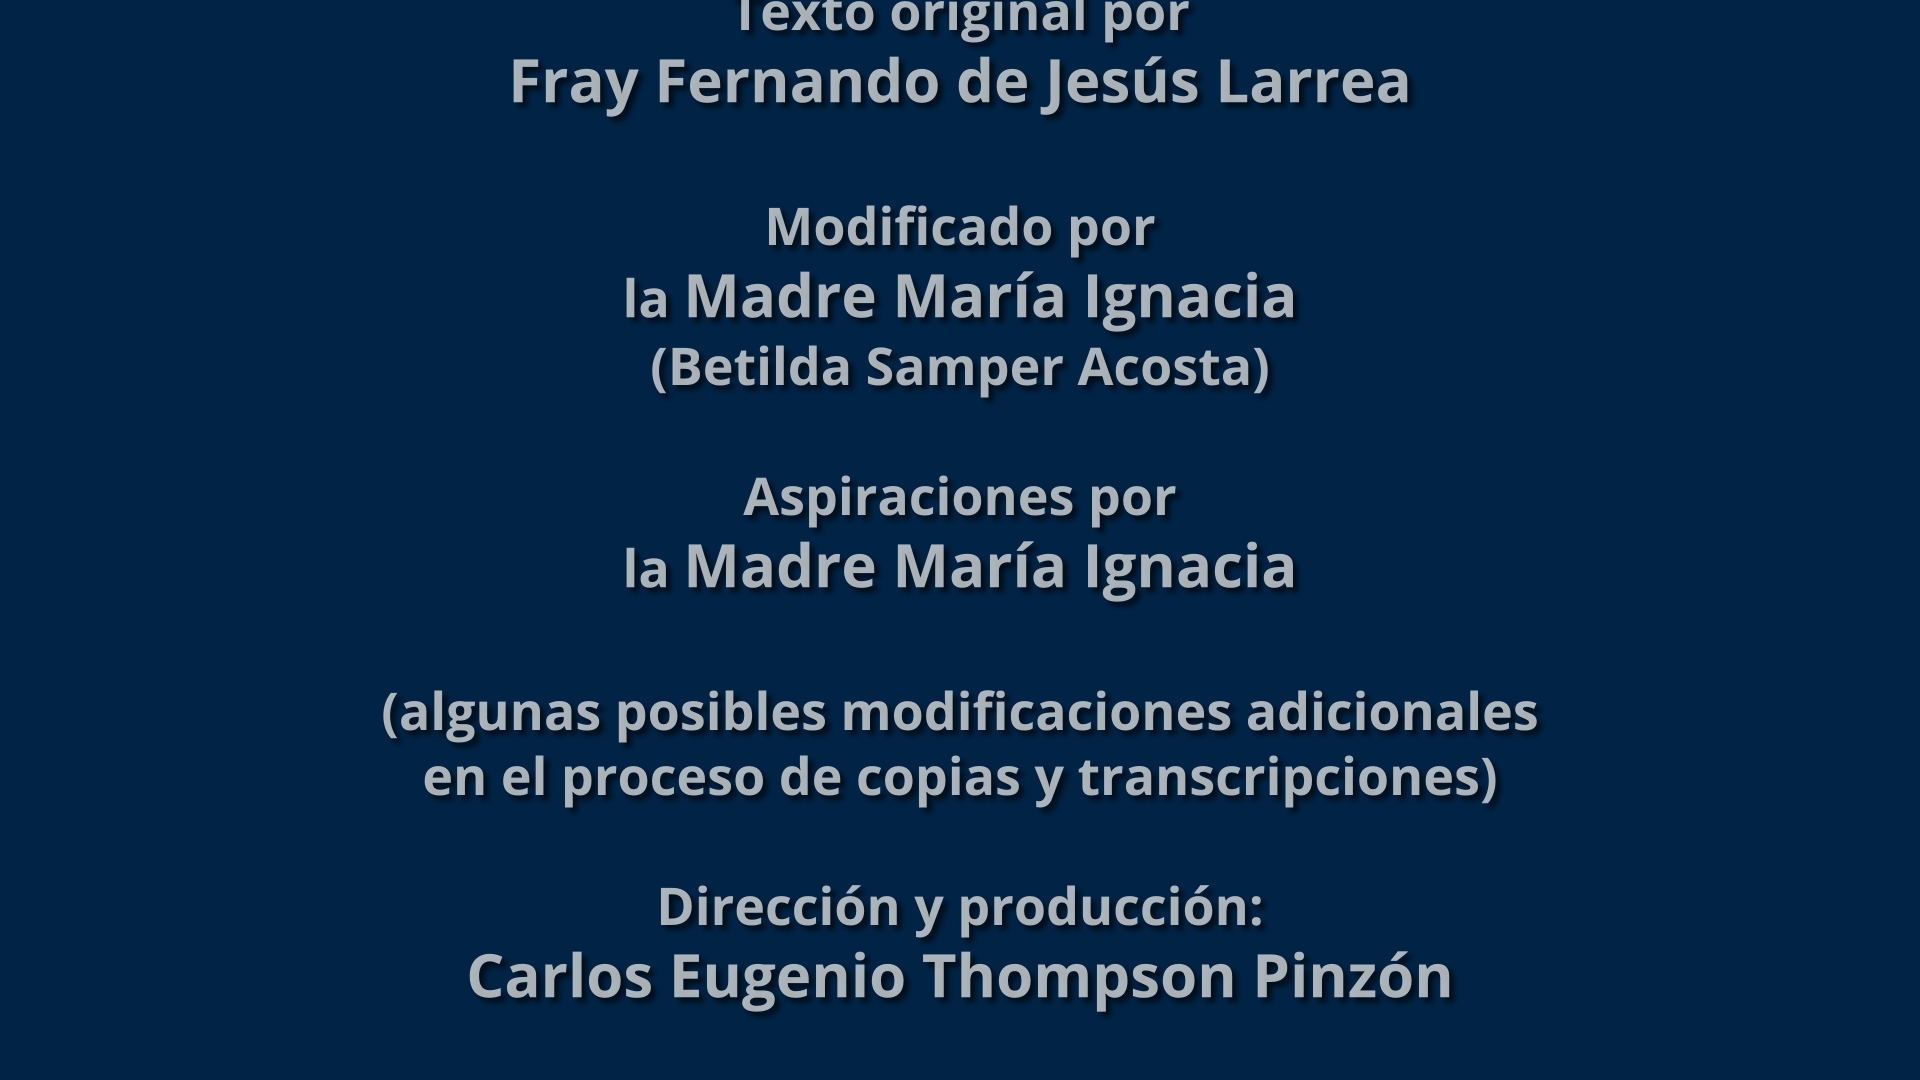 Texto original por
Fray Fernando de Jesús Larrea
Modificado por
la Madre María Ignacia
(Betilda Samper Acosta)
Aspiraciones por
la Madre María Ignacia
(algunas posibles modificaciones adicionales
en el proceso de copias y transcripciones)
Dirección y producción:
Carlos Eugenio Thompson Pinzón